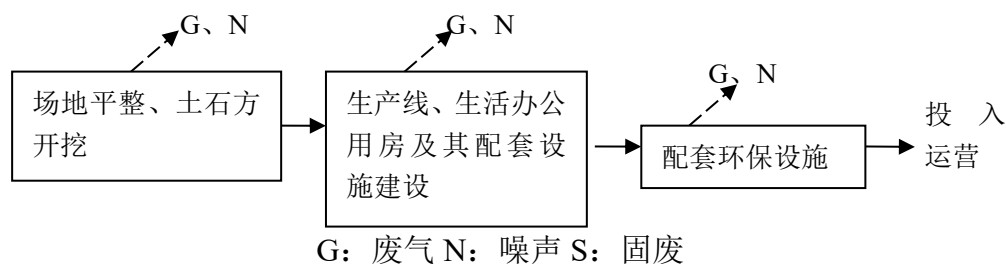 G、N
场地平整、土石方
开挖
G、N
生产线、生活办公
用房及其配套设
施建设
G、N
配套环保设施
投 入
运营
G：废气 N：噪声 S：固废